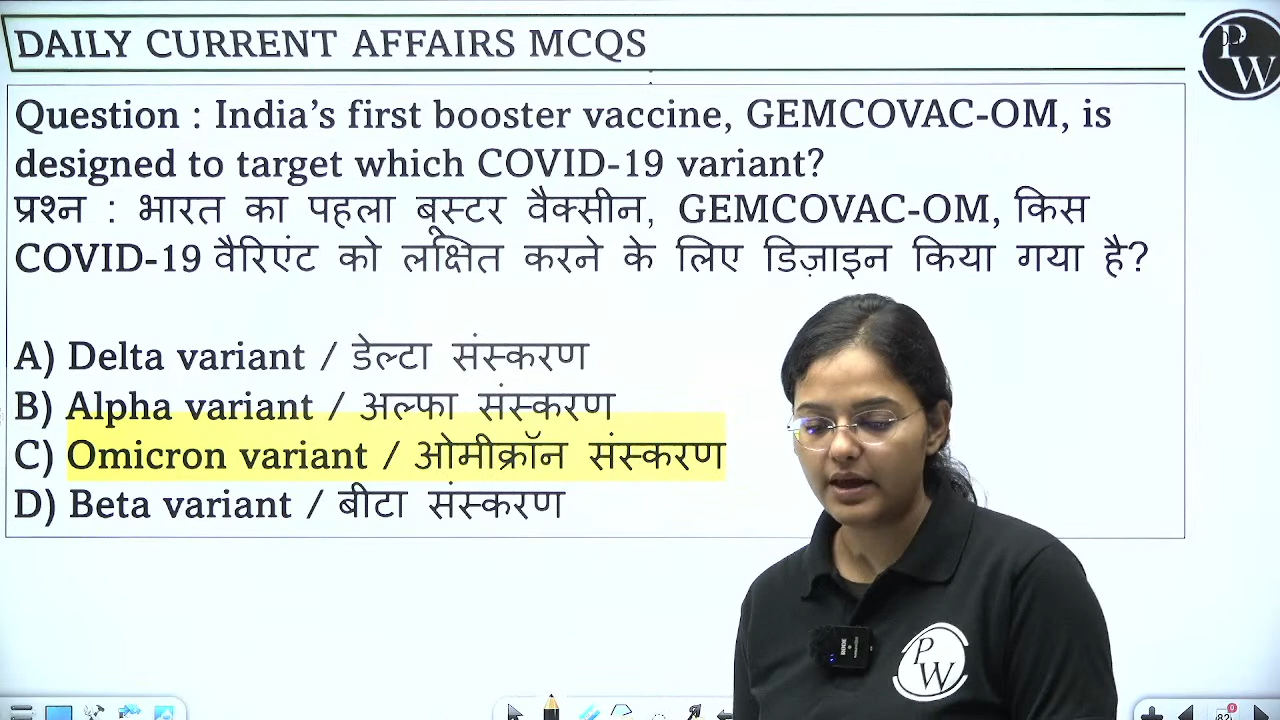 DAILY CURRENT AFFAIRS MCQS
PW
Question : India’s first booster vaccine, GEMCOVAC-OM, is
designed to target which COVID-19 variant?
प्रश्न : भारत का पहला बूस्टर वैक्सीन, GEMCOVAC-OM, किस
COVID-19 वैरिएंट को लक्षित करने के लिए डिज़ाइन किया गया है?
A) Delta variant / डेल्टा संस्करण
B) Alpha variant / अल्फा संस्करण
C) Omicron variant / ओमीक्रॉन संस्करण
D) Beta variant / बीटा संस्करण
RODE
PW